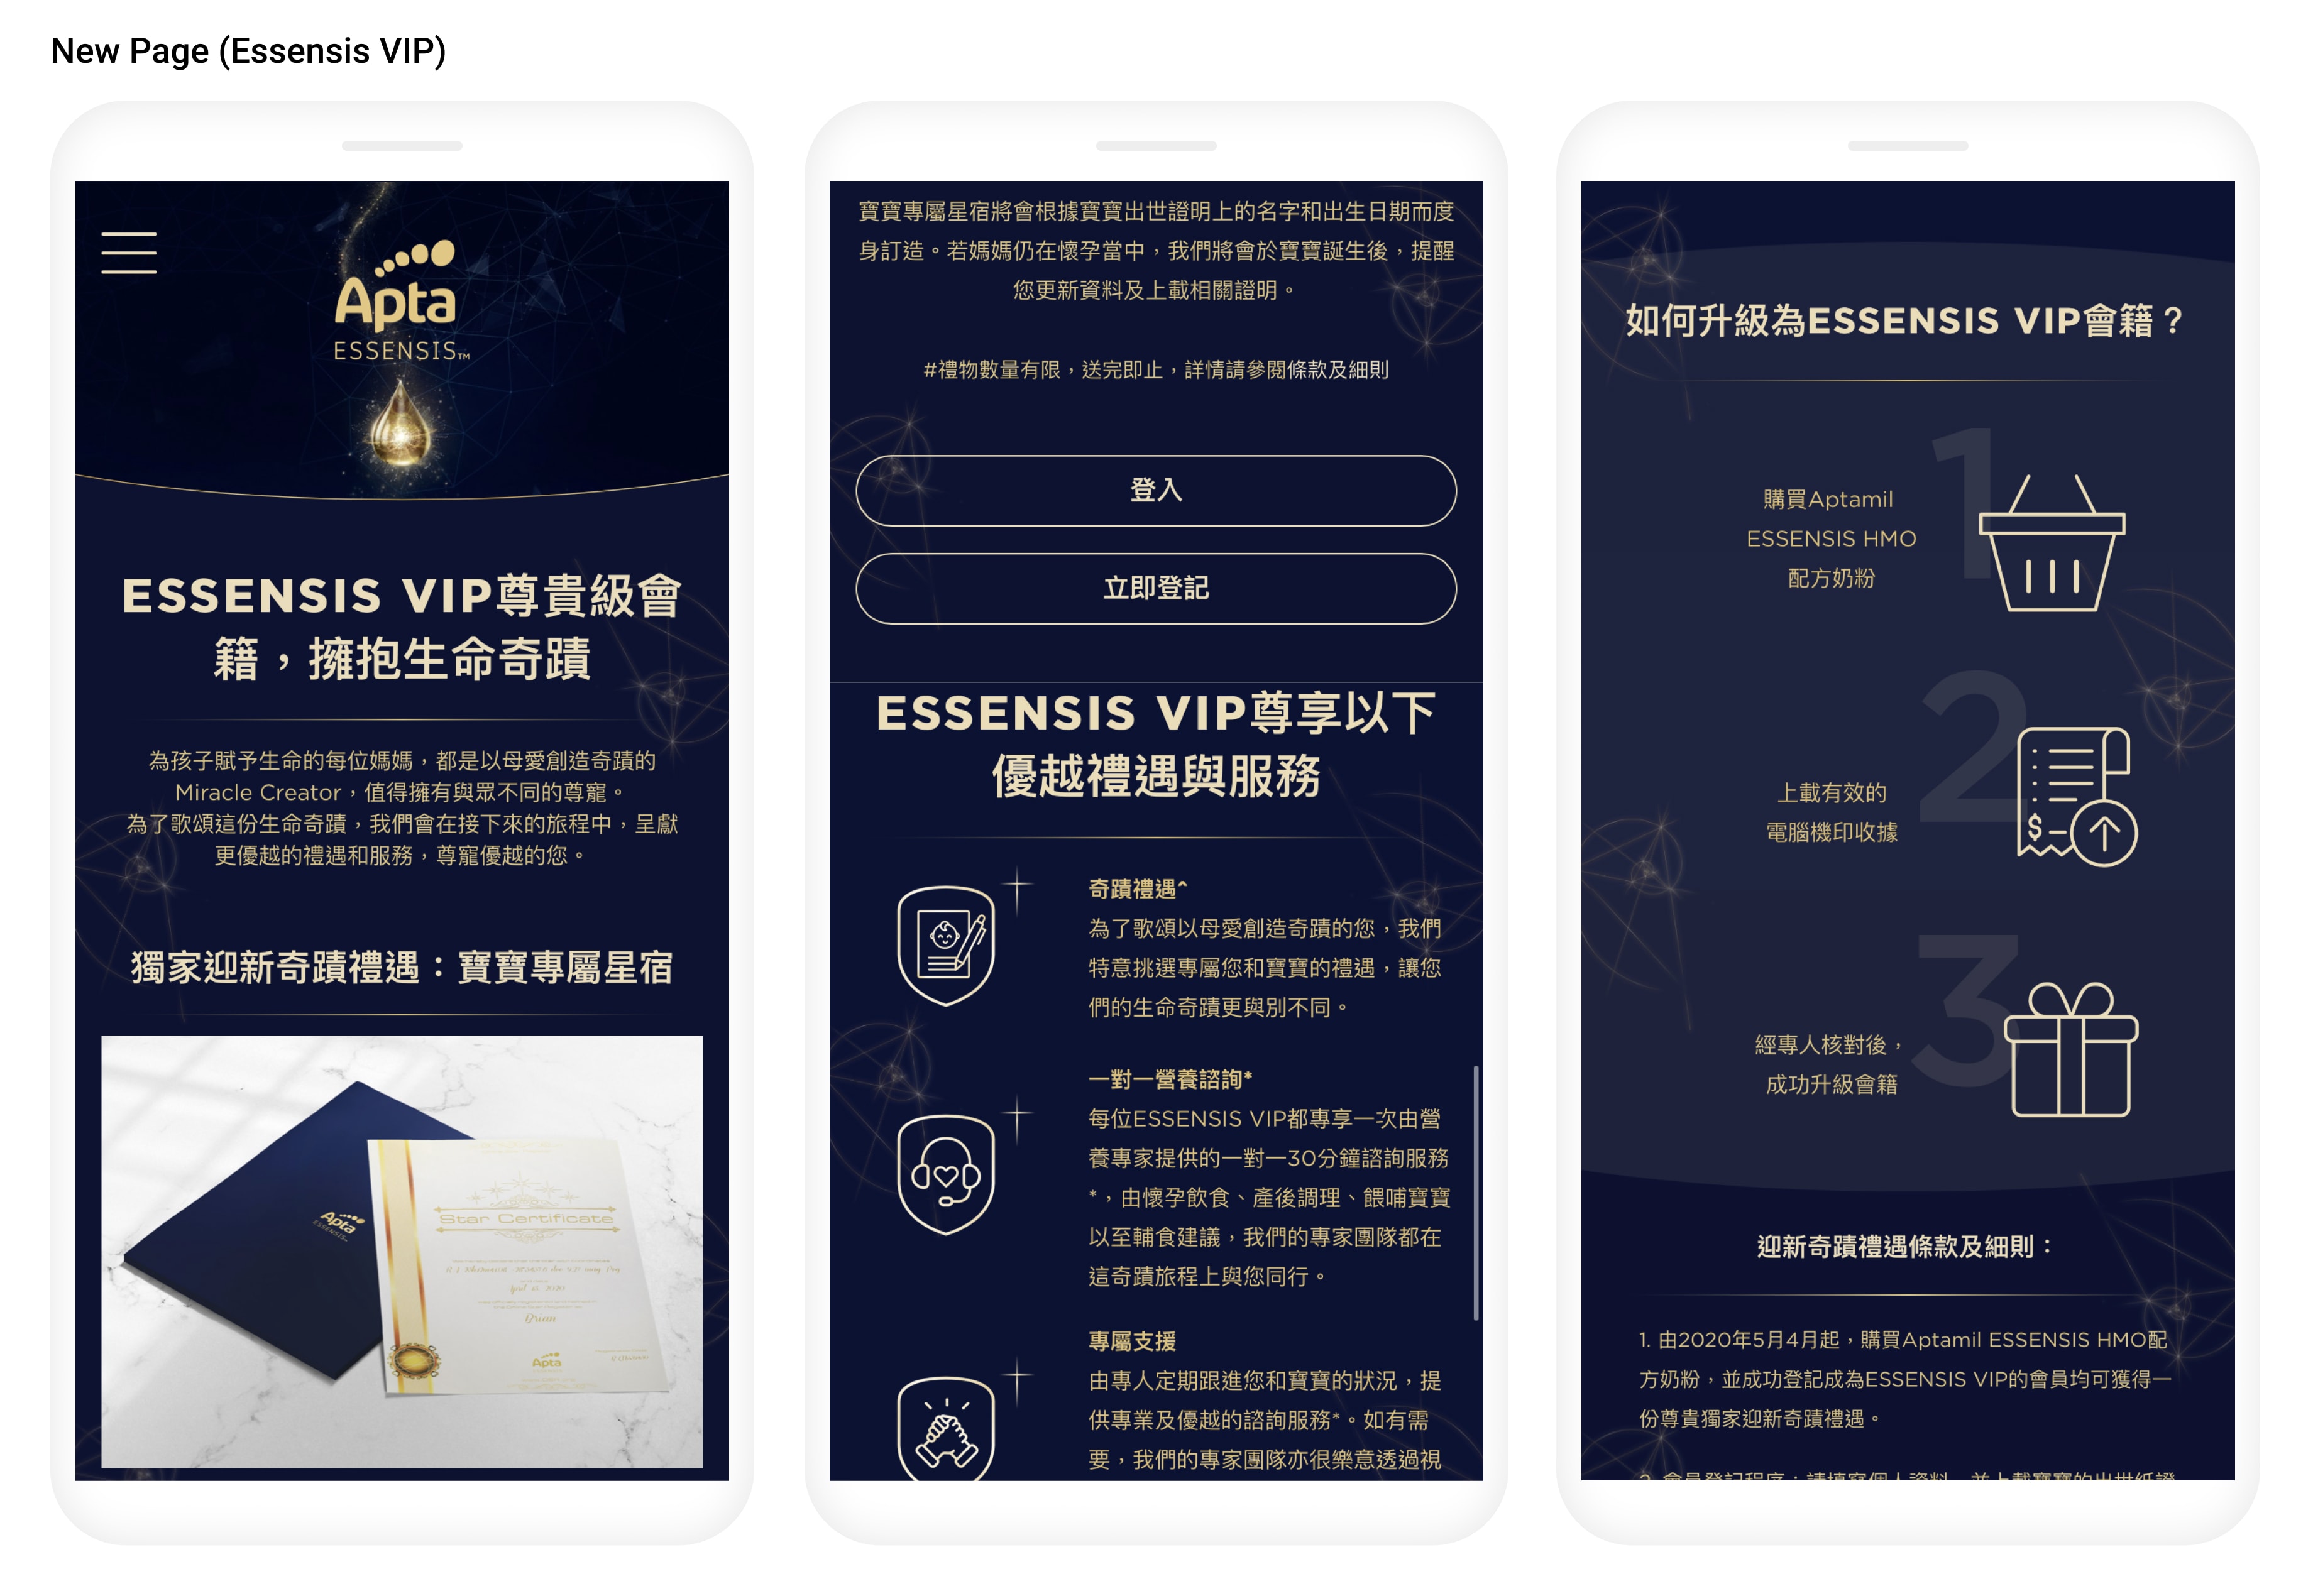 New Page (Essensis VIP)
Apta
ESSENSIS™
ESSENSIS VIP尊貴級會
籍，擁抱生命奇蹟
為孩子賦予生命的每位媽媽，都是以母愛創造奇蹟的
Miracle Creator，值得擁有與眾不同的尊寵。
為了歌頌這份生命奇蹟，我們會在接下來的旅程中，呈獻
更優越的禮遇和服務，尊寵優越的您。
獨家迎新奇蹟禮遇：寶寶專屬星宿
Apta
ESSENSIS
Star Certificate
Apta
寶寶專屬星宿將會根據寶寶出世證明上的名字和出生日期而度
身訂造。若媽媽仍在懷孕當中，我們將會於寶寶誕生後，提醒
您更新資料及上載相關證明。
#禮物數量有限，送完即止，詳情請參閱條款及細則
登入
立即登記
ESSENSIS VIP尊享以下
優越禮遇與服務
奇蹟禮遇^
為了歌頌以母愛創造奇蹟的您，我們
特意挑選專屬您和寶寶的禮遇，讓您
們的生命奇蹟更與別不同。
一對一營養諮詢*
每位ESSENSIS VIP都專享一次由營
養專家提供的一對一30分鐘諮詢服務
*，由懷孕飲食、產後調理、餵哺寶寶
以至輔食建議，我們的專家團隊都在
這奇蹟旅程上與您同行。
專屬支援
由專人定期跟進您和寶寶的狀況，提
供專業及優越的諮詢服務*。如有需
要，我們的專家團隊亦很樂意透過視
如何升級為ESSENSIS VIP會籍？
1
購買Aptamil
ESSENSIS HMO
配方奶粉
2
上載有效的
電腦機印收據
$
3
經專人核對後，
成功升級會籍
迎新奇蹟禮遇條款及細則：
1. 由2020年5月4月起，購買Aptamil ESSENSIS HMO配
方奶粉，並成功登記成為ESSENSIS VIP的會員均可獲得一
份尊貴獨家迎新奇蹟禮遇。
2. 會員登記程序：請填寫個人資料，並上載寶寶的出世紙證